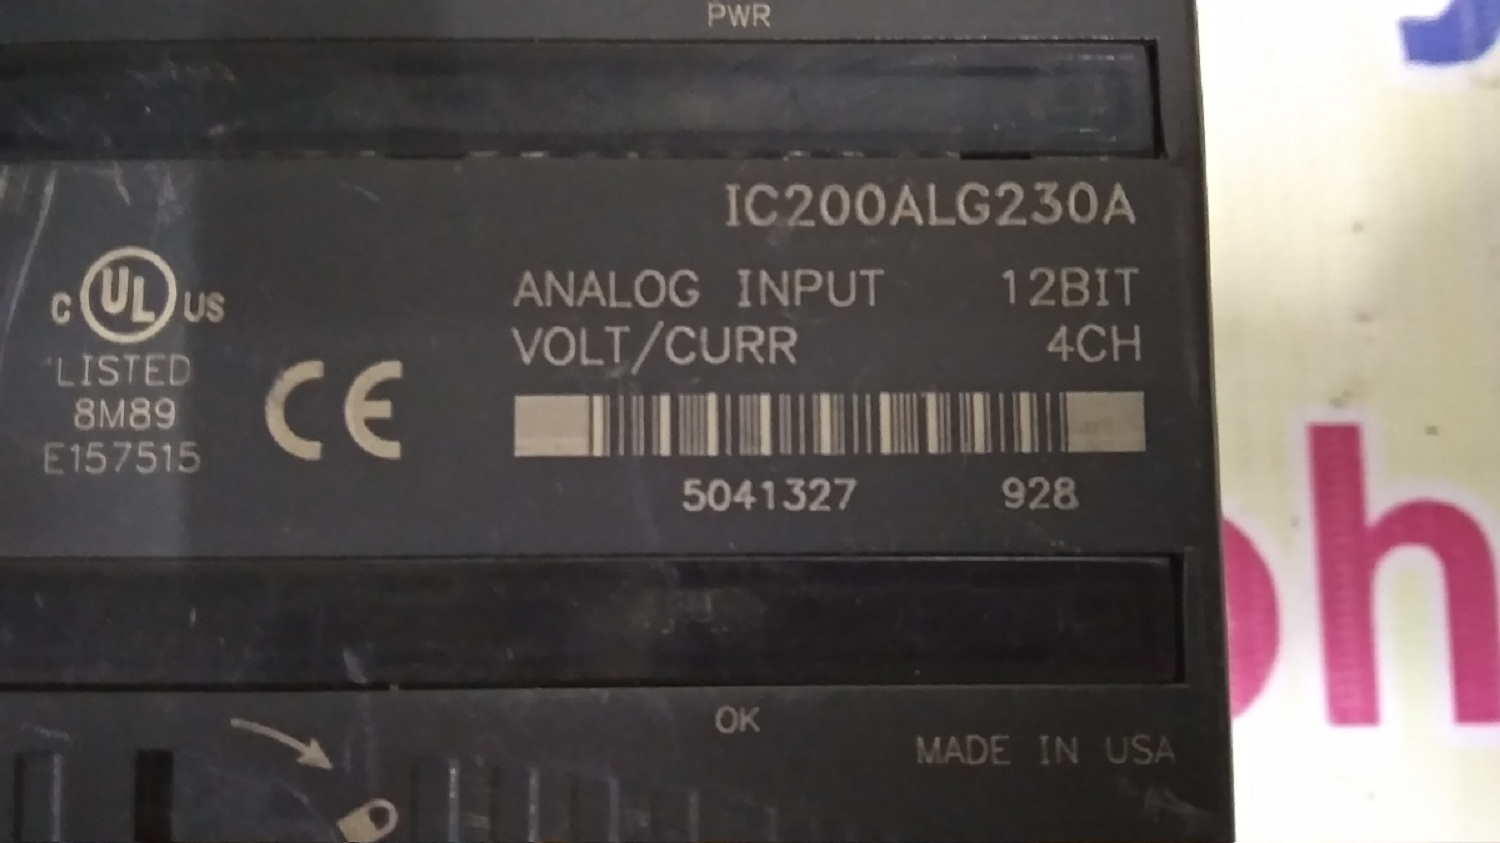 PWR
IC200ALG230A
ANALOG INPUT 12BIT
VOLT/CURR 4CH
C UL US
LISTED
8M89
E157515
CE
5041327 928
OK
MADE IN USA
h